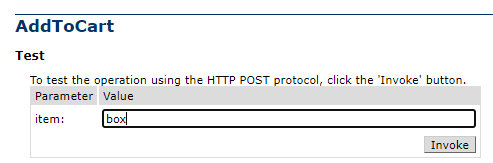 AddToCart
Test
To test the operation using the HTTP POST protocol, click the 'Invoke' button.
Parameter Value
item: box
Invoke